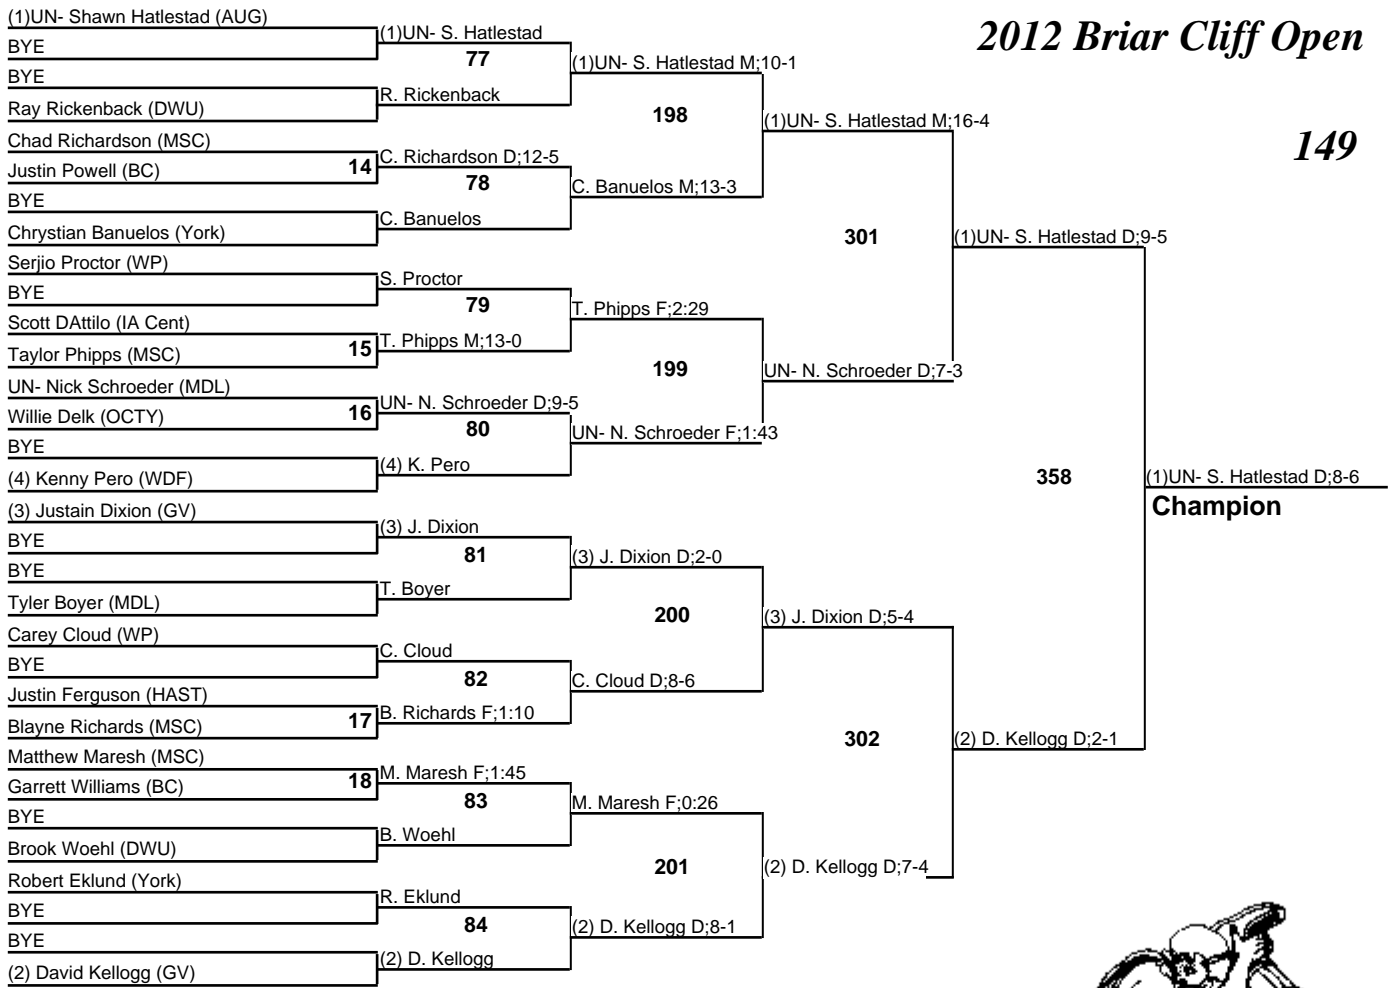 2012 Briar Cliff Open
149
(1)UN- Shawn Hatlestad (AUG)
BYE
BYE
Ray Rickenback (DWU)
Chad Richardson (MSC)
Justin Powell (BC)
BYE
Chrystian Banuelos (York)
Serjio Proctor (WP)
BYE
Scott DAttilo (IA Cent)
Taylor Phipps (MSC)
UN- Nick Schroeder (MDL)
Willie Delk (OCTY)
BYE
(4) Kenny Pero (WDF)
(3) Justain Dixion (GV)
BYE
BYE
Tyler Boyer (MDL)
Carey Cloud (WP)
BYE
Justin Ferguson (HAST)
Blayne Richards (MSC)
Matthew Maresh (MSC)
Garrett Williams (BC)
BYE
Brook Woehl (DWU)
Robert Eklund (York)
BYE
BYE
(2) David Kellogg (GV)
14
15
16
17
18
(1)UN- S. Hatlestad
77
R. Rickenback
C. Richardson D;12-5
78
C. Banuelos
S. Proctor
79
T. Phipps M;13-0
UN- N. Schroeder D;9-5
80
(4) K. Pero
(3) J. Dixion
81
T. Boyer
C. Cloud
82
B. Richards F;1:10
M. Maresh F;1:45
83
B. Woehl
R. Eklund
84
(2) D. Kellogg
(1)UN- S. Hatlestad M;10-1
198
C. Banuelos M;13-3
T. Phipps F;2:29
199
UN- N. Schroeder F;1:43
(3) J. Dixion D;2-0
200
C. Cloud D;8-6
M. Maresh F;0:26
201
(2) D. Kellogg D;8-1
(1)UN- S. Hatlestad M;16-4
301
UN- N. Schroeder D;7-3
(3) J. Dixion D;5-4
302
(2) D. Kellogg D;7-4
(1)UN- S. Hatlestad D;9-5
358
(2) D. Kellogg D;2-1
(1)UN- S. Hatlestad D;8-6
Champion